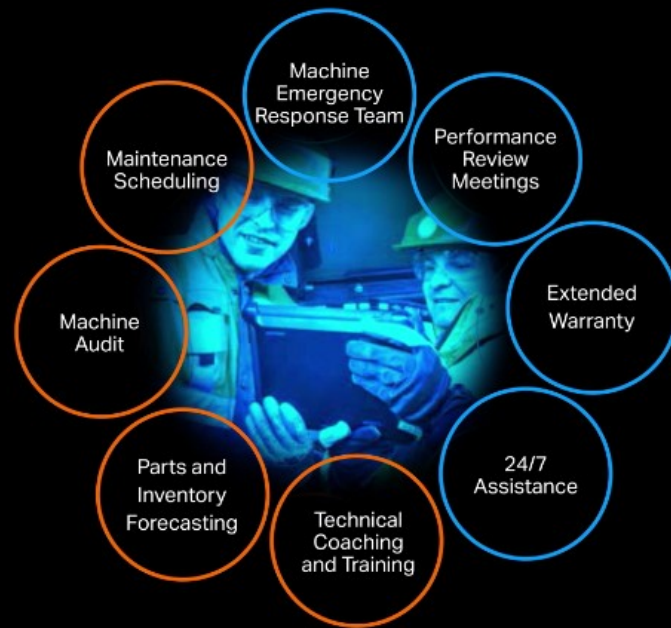 Machine
Emergency
Response Team
Performance
Review
Meetings
Extended
Warranty
24/7
Assistance
Technical
Coaching
and Training
Parts and
Inventory
Forecasting
Machine
Audit
Maintenance
Scheduling